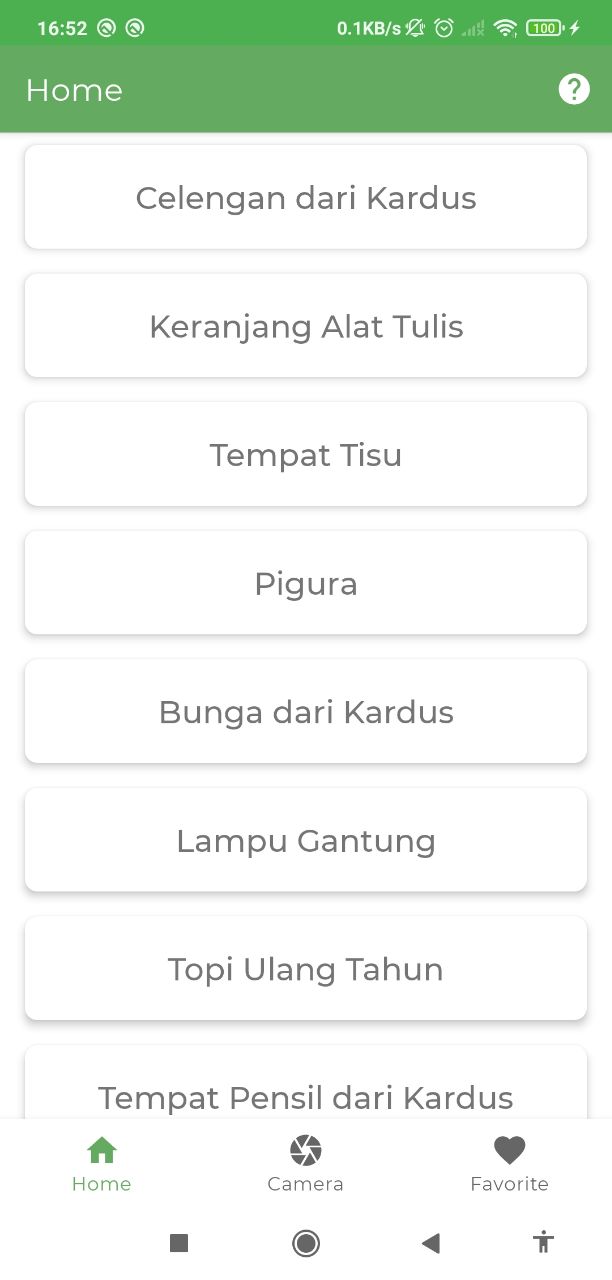 16:52
0.1KB/s
100
Home
?
Celengan dari Kardus
Keranjang Alat Tulis
Tempat Tisu
Pigura
Bunga dari Kardus
Lampu Gantung
Topi Ulang Tahun
Tempat Pensil dari Kardus
Home
Camera
Favorite